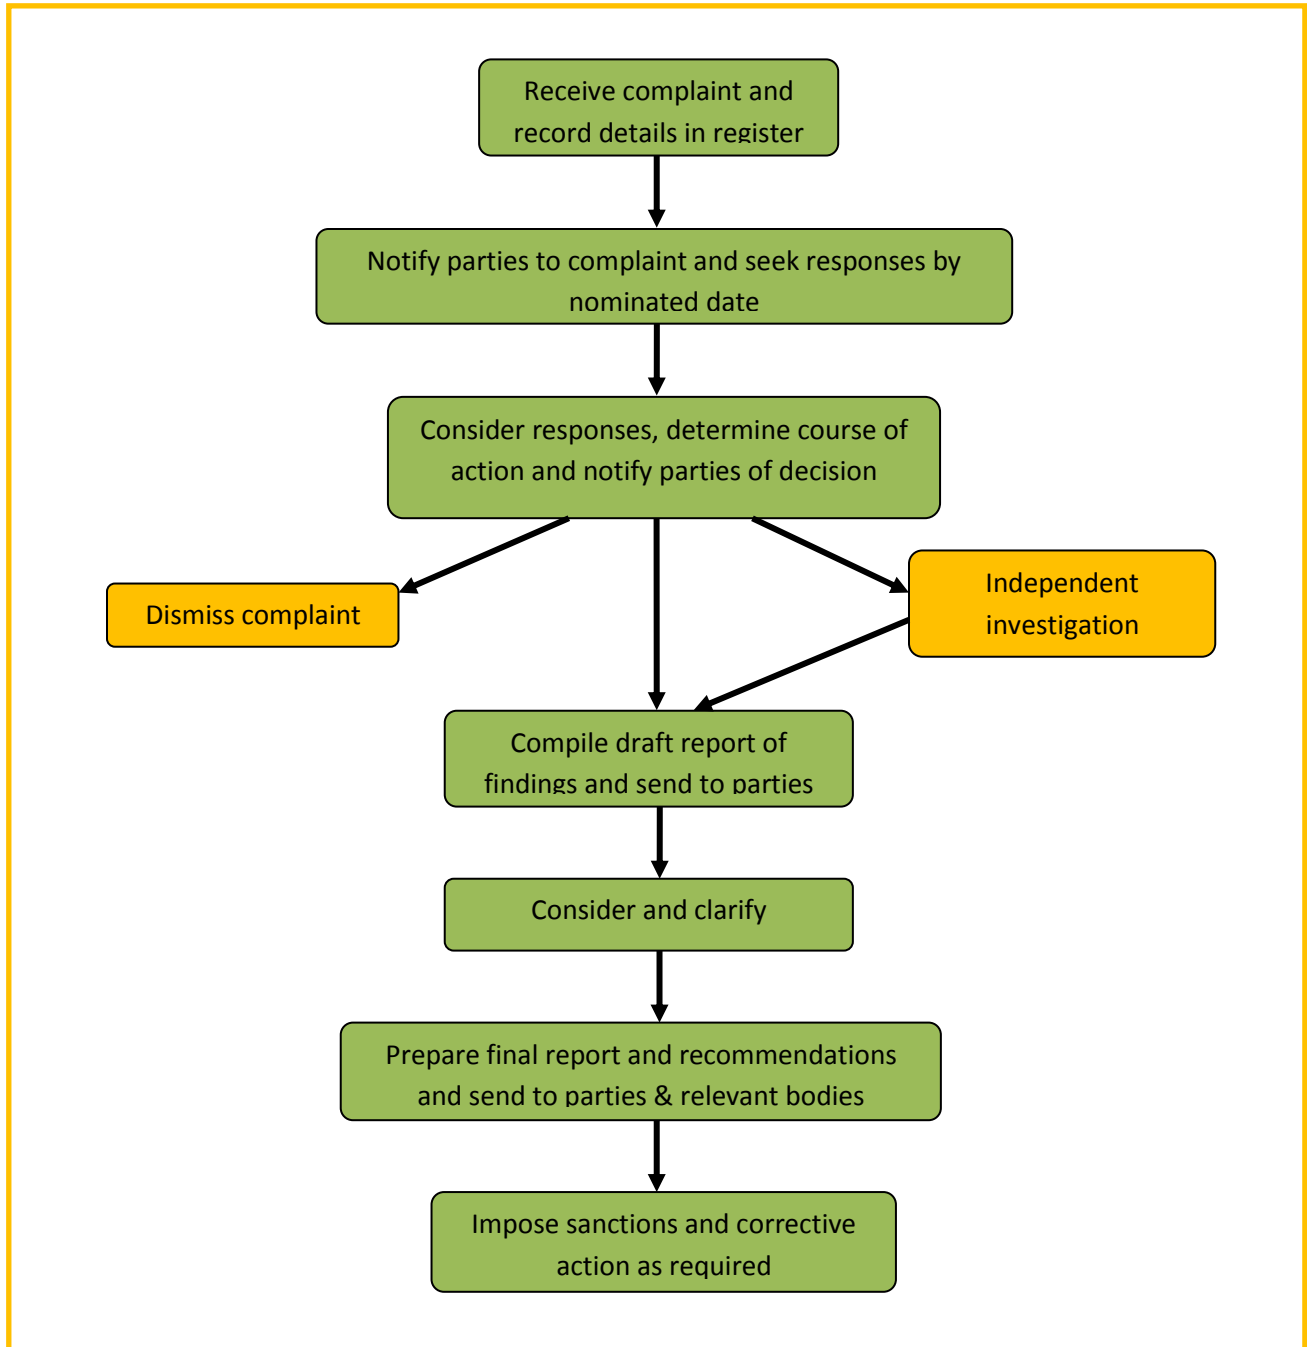 Receive complaint and
record details in register
Notify parties to complaint and seek responses by
nominated date
Consider responses, determine course of
action and notify parties of decision
Dismiss complaint
Independent
investigation
Compile draft report of
findings and send to parties
Consider and clarify
Prepare final report and recommendations
and send to parties & relevant bodies
Impose sanctions and corrective
action as required